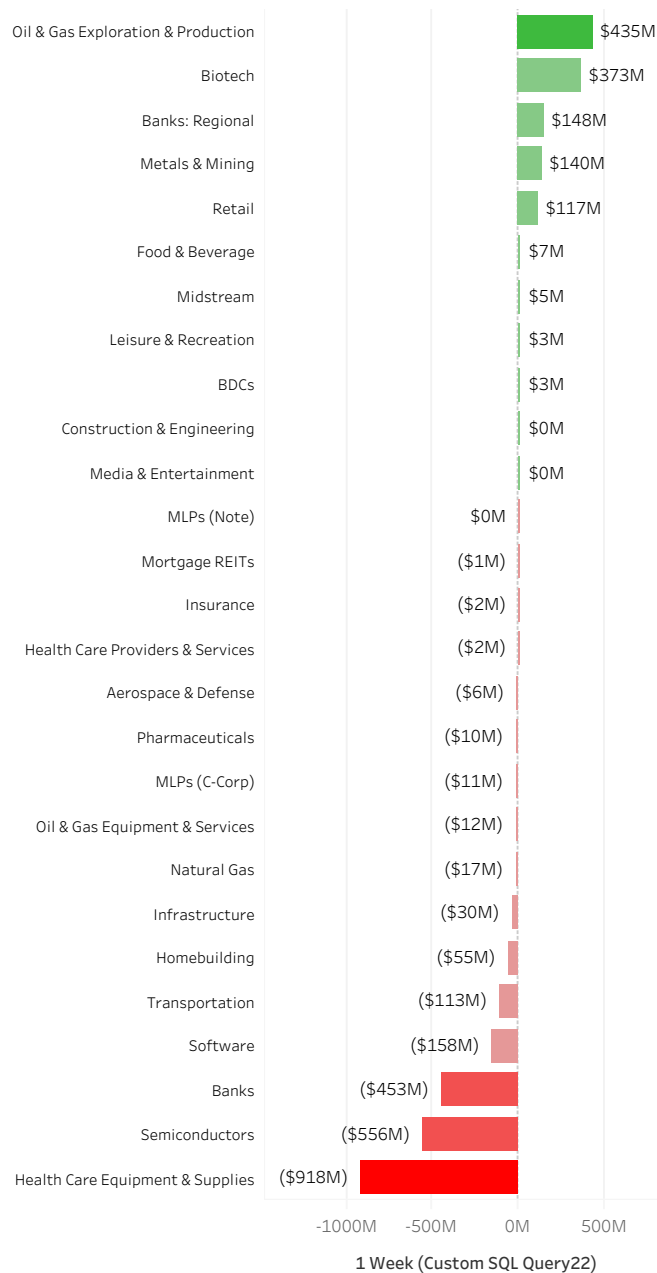 Oil & Gas Exploration & Production $435M
Biotech $373M
Banks: Regional $148M
Metals & Mining $140M
Retail $117M
Food & Beverage $7M
Midstream $5M
Leisure & Recreation $3M
BDCs $3M
Construction & Engineering $0M
Media & Entertainment $0M
MLPs (Note) $0M
Mortgage REITs ($1M)
Insurance ($2M)
Health Care Providers & Services ($2M)
Aerospace & Defense ($6M)
Pharmaceuticals ($10M)
MLPs (C-Corp) ($11M)
Oil & Gas Equipment & Services ($12M)
Natural Gas ($17M)
Infrastructure ($30M)
Homebuilding ($55M)
Transportation ($113M)
Software ($158M)
Banks ($453M)
Semiconductors ($556M)
Health Care Equipment & Supplies ($918M)
-1000M -500M 0M 500M
1 Week (Custom SQL Query22)